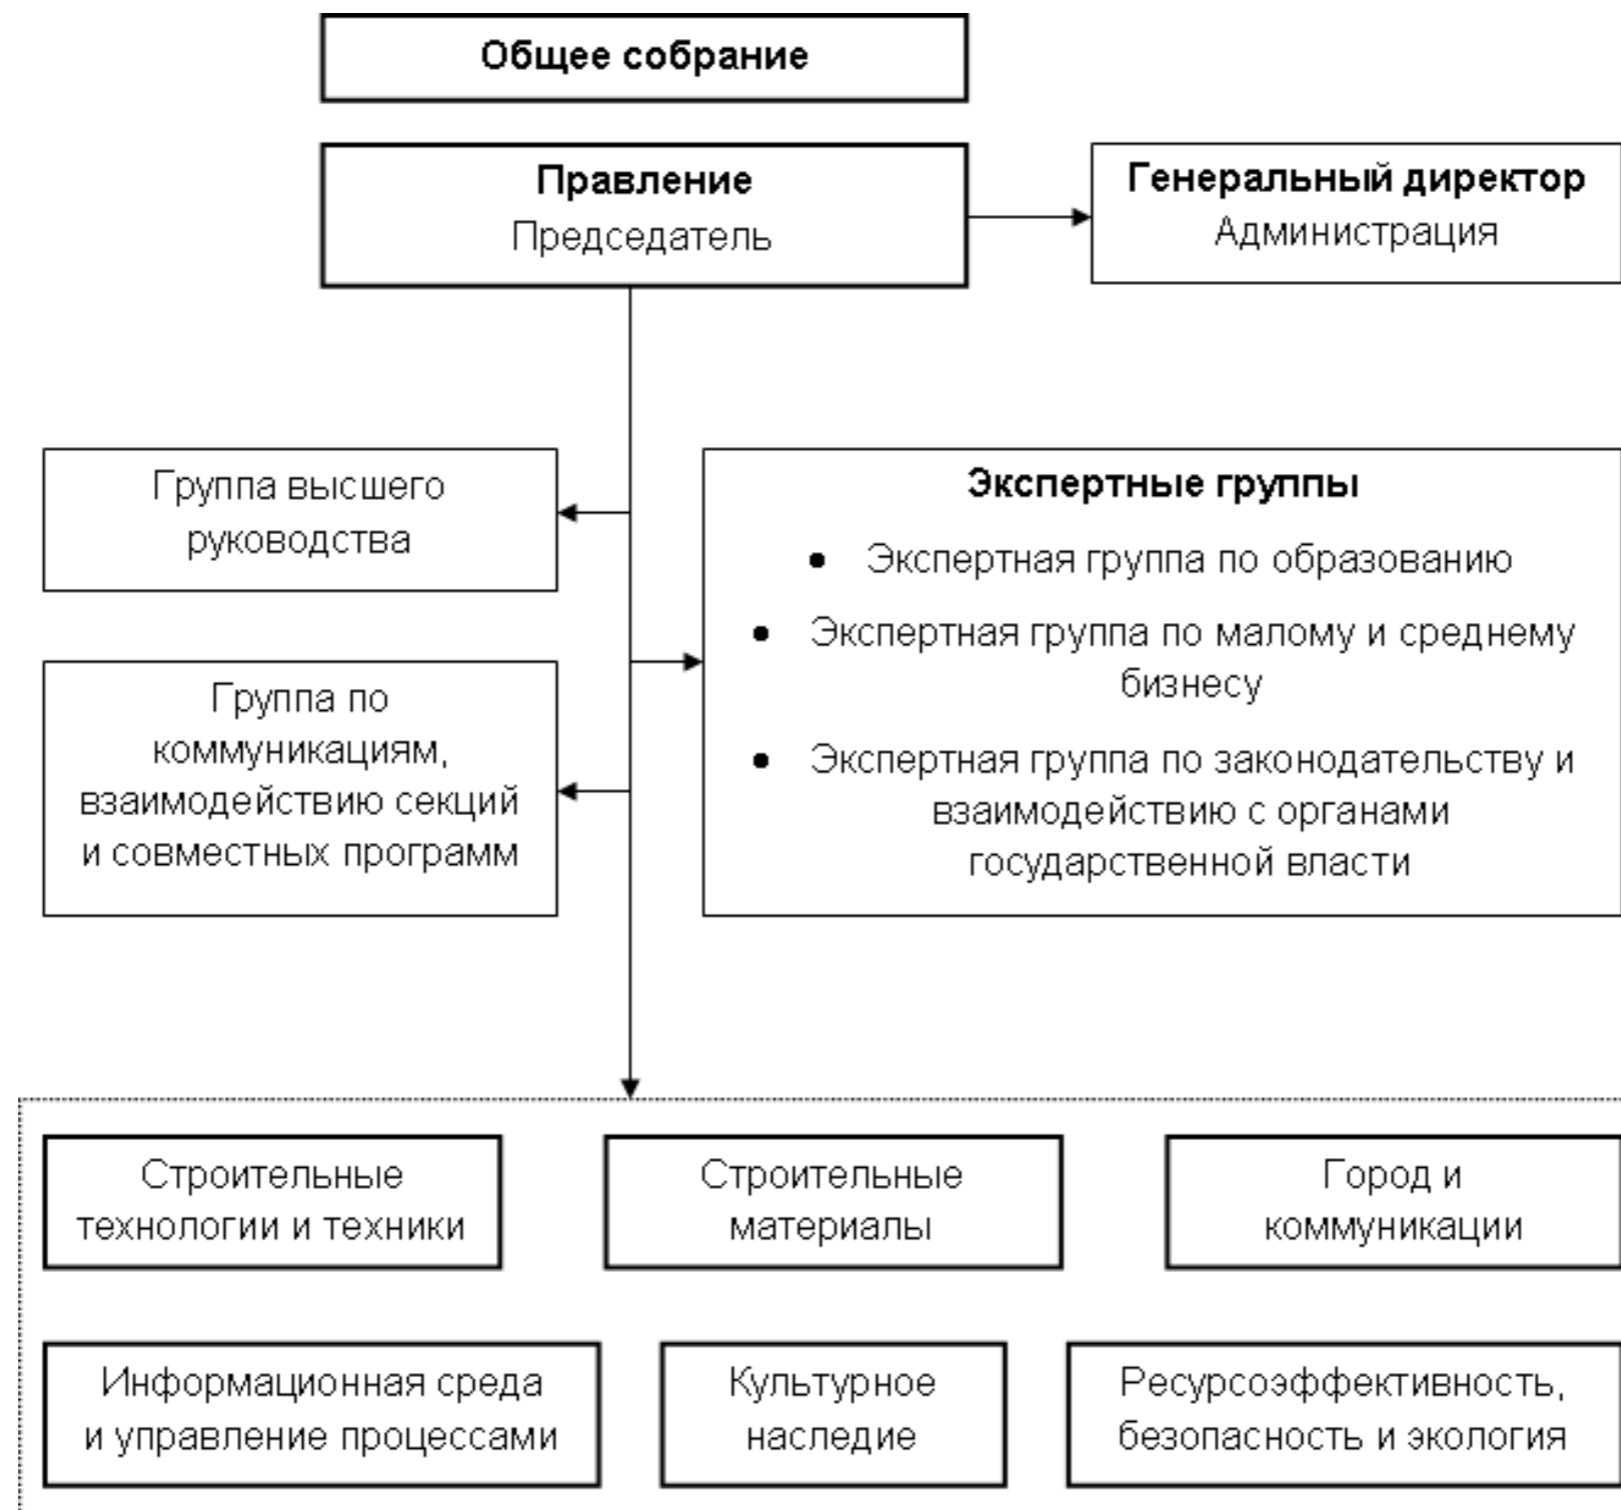 Общее собрание
Правление
Председатель
Генеральный директор
Администрация
Группа высшего
руководства
Экспертные группы
• Экспертная группа по образованию
• Экспертная группа по малому и среднему
бизнесу
• Экспертная группа по законодательству и
взаимодействию с органами
государственной власти
Группа по
коммуникациям,
взаимодействию секций
и совместных программ
Строительные
технологии и техники
Строительные
материалы
Город и
коммуникации
Информационная среда
и управление процессами
Культурное
наследие
Ресурсоэффективность,
безопасность и экология